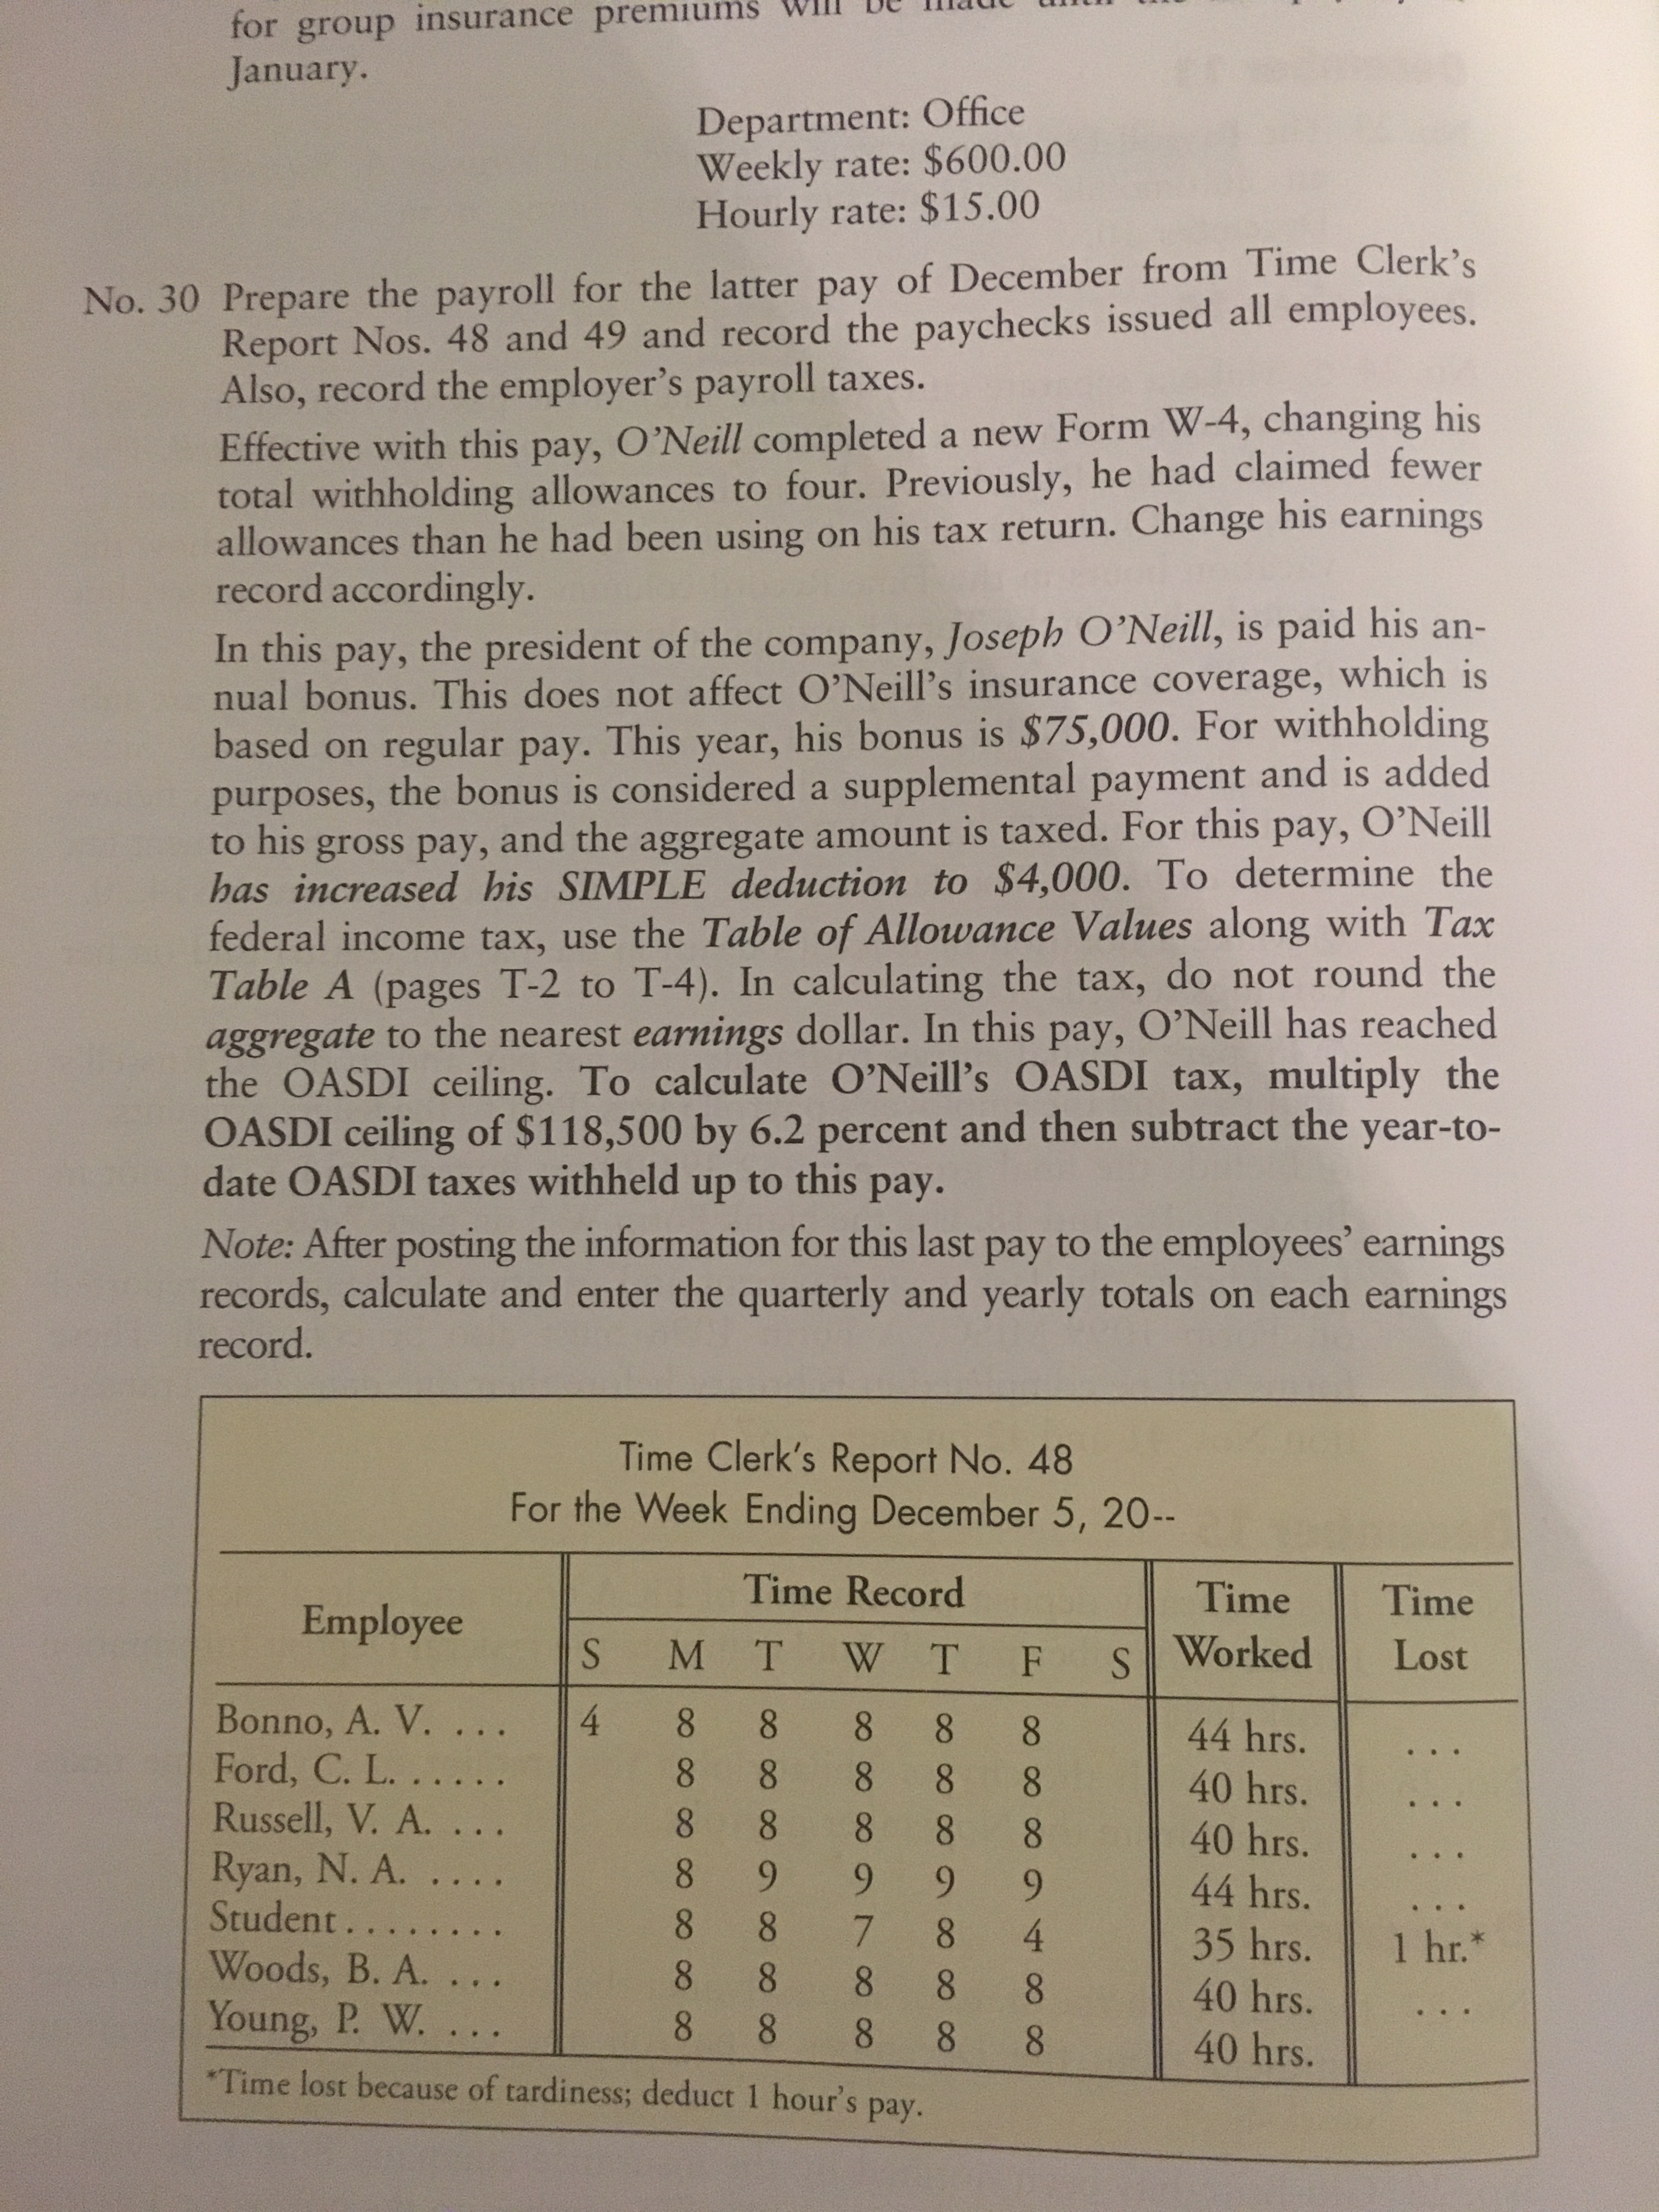 for group insurance premiums will be
January.
Department: Office
Weekly rate: $600.00
Hourly rate: $15.00
No. 30 Prepare the payroll for the latter pay of December from Time Clerk's
Report Nos. 48 and 49 and record the paychecks issued all employees.
Also, record the employer's payroll taxes.
Effective with this pay, O'Neill completed a new Form W-4, changing his
total withholding allowances to four. Previously, he had claimed fewer
allowances than he had been using on his tax return. Change his earnings
record accordingly.
In this pay, the president of the company, Joseph O'Neill, is paid his an-
nual bonus. This does not affect O'Neill's insurance coverage, which is
based on regular pay. This year, his bonus is $75,000. For withholding
purposes, the bonus is considered a supplemental payment and is added
to his gross pay, and the aggregate amount is taxed. For this pay, O'Neill
has increased his SIMPLE deduction to $4,000. To determine the
federal income tax, use the Table of Allowance Values along with Tax
Table A (pages T-2 to T-4). In calculating the tax, do not round the
aggregate to the nearest earnings dollar. In this pay, O'Neill has reached
the OASDI ceiling. To calculate O'Neill's OASDI tax, multiply the
OASDI ceiling of $118,500 by 6.2 percent and then subtract the year-to-
date OASDI taxes withheld up to this pay.
Note: After posting the information for this last pay to the employees' earnings
records, calculate and enter the quarterly and yearly totals on each earnings
record.
Time Clerk's Report No. 48
For the Week Ending December 5, 20--
Employee Time Record Time Worked Time Lost
S M T W T F S
Bonno, A. V. . . . 4 8 8 8 8 8 44 hrs. . . .
Ford, C. L. . . . . . 8 8 8 8 8 40 hrs. . . .
Russell, V. A. . . . 8 8 8 8 8 40 hrs. . . .
Ryan, N. A. . . . . 8 9 9 9 9 44 hrs. . . .
Student . . . . . . . . 8 8 7 8 4 35 hrs. 1 hr.*
Woods, B. A. . . . 8 8 8 8 8 40 hrs. . . .
Young, P. W. . . . 8 8 8 8 8 40 hrs.
*Time lost because of tardiness; deduct 1 hour's pay.